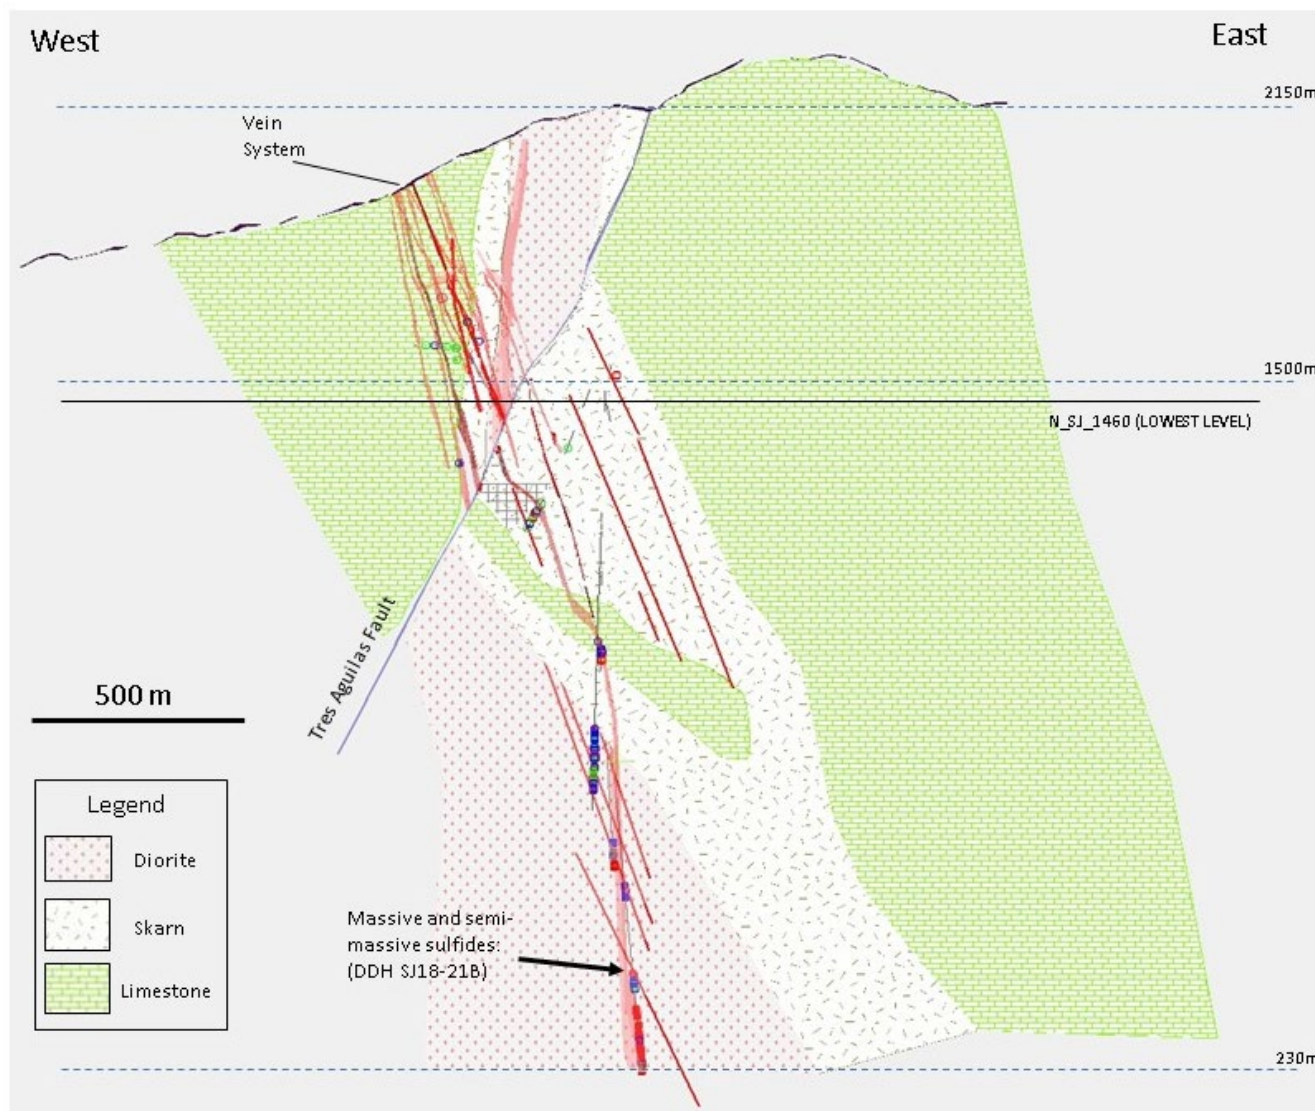 West
East
2150m
Vein
System
1500m
N_SJ_1460 (LOWEST LEVEL)
Tres Aguilas Fault
500 m
Legend
Diorite
Skarn
Limestone
Massive and semi-
massive sulfides:
(DDH SJ18-21B)
230m